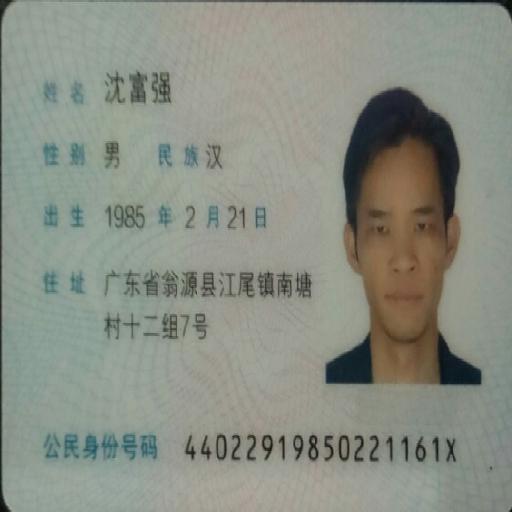 姓名 沈富强
性别 男 民族 汉
出生 1985 年 2 月 21 日
住址 广东省翁源县江尾镇南塘
村十二组7号
公民身份号码 44022919850221161X